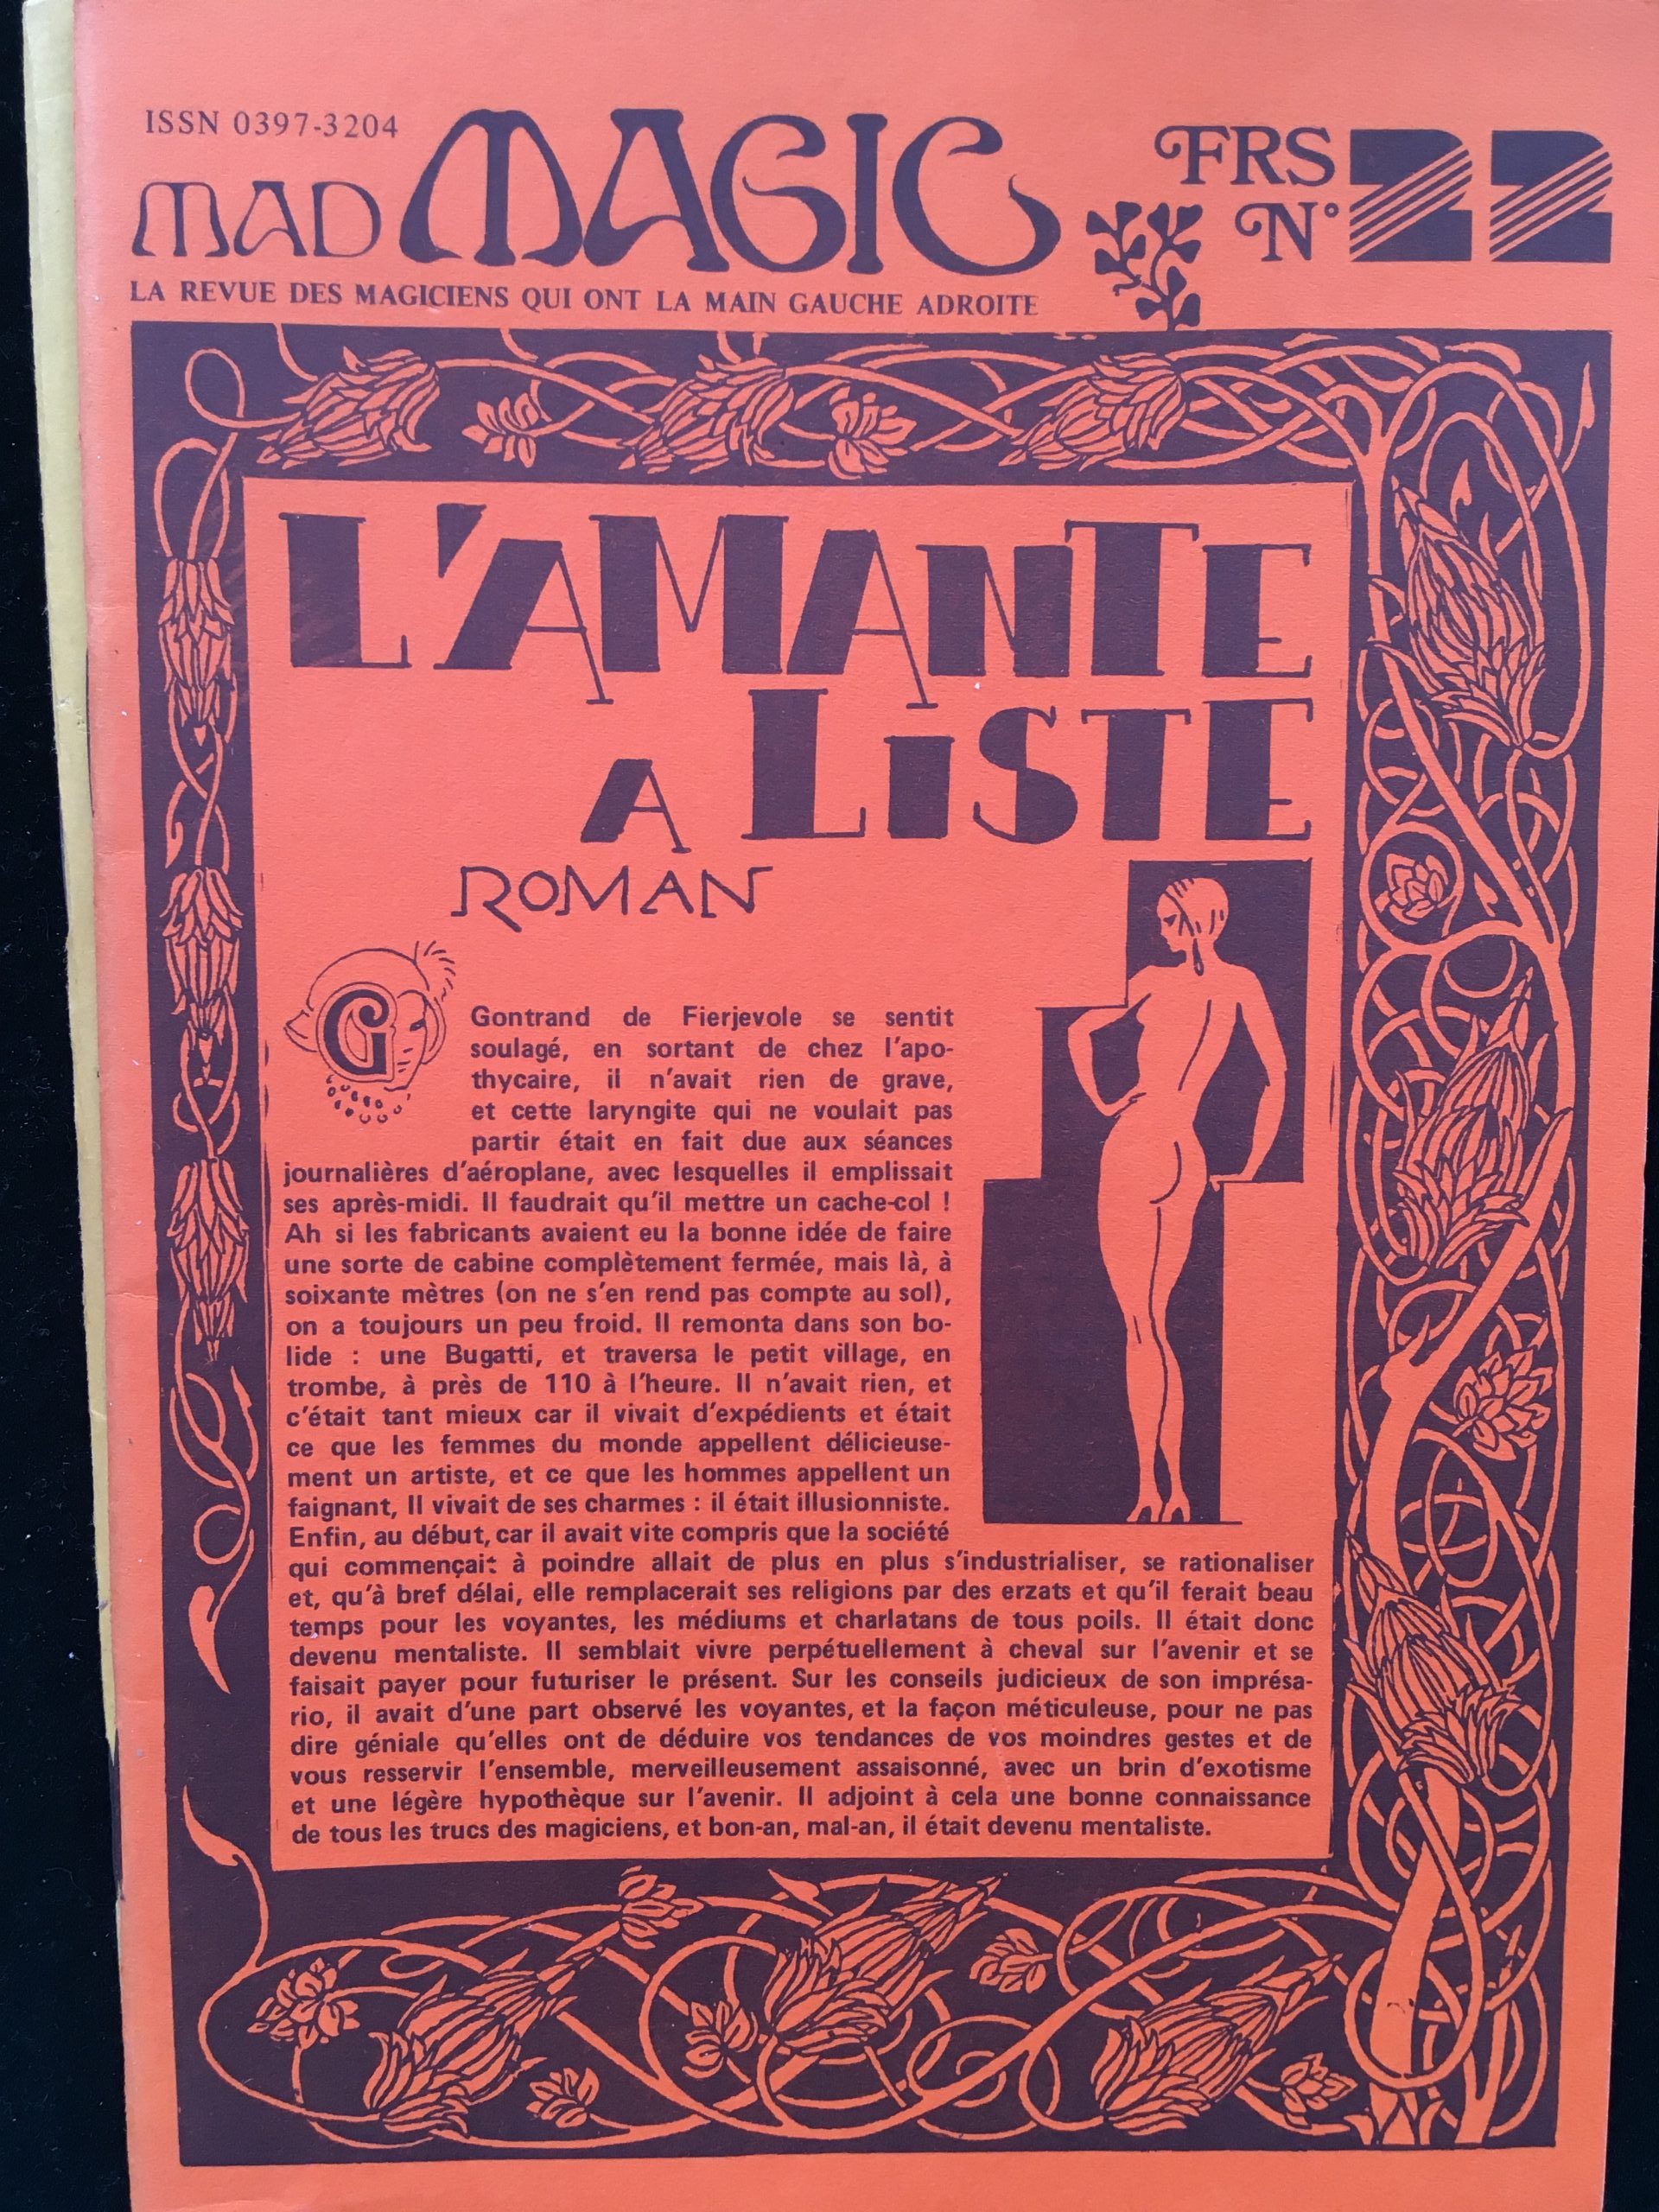 ISSN 0397-3204
MAD MAGIC
FRS
N° 22
LA REVUE DES MAGICIENS QUI ONT LA MAIN GAUCHE ADROITE
L'AMANTE
A LiSTE
ROMAN
G
Gontrand de Fierjevole se sentit
soulagé, en sortant de chez l'apo-
thycaire, il n'avait rien de grave,
et cette laryngite qui ne voulait pas
partir était en fait due aux séances
journalières d'aéroplane, avec lesquelles il emplissait
ses après-midi. Il faudrait qu'il mettre un cache-col !
Ah si les fabricants avaient eu la bonne idée de faire
une sorte de cabine complètement fermée, mais là, à
soixante mètres (on ne s'en rend pas compte au sol),
on a toujours un peu froid. Il remonta dans son bo-
lide : une Bugatti, et traversa le petit village, en
trombe, à près de 110 à l'heure. Il n'avait rien, et
c'était tant mieux car il vivait d'expédients et était
ce que les femmes du monde appellent délicieuse-
ment un artiste, et ce que les hommes appellent un
faignant, Il vivait de ses charmes : il était illusionniste.
Enfin, au début, car il avait vite compris que la société
qui commençait à poindre allait de plus en plus s'industrialiser, se rationaliser
et, qu'à bref délai, elle remplacerait ses religions par des erzats et qu'il ferait beau
temps pour les voyantes, les médiums et charlatans de tous poils. Il était donc
devenu mentaliste. Il semblait vivre perpétuellement à cheval sur l'avenir et se
faisait payer pour futuriser le présent. Sur les conseils judicieux de son imprésa-
rio, il avait d'une part observé les voyantes, et la façon méticuleuse, pour ne pas
dire géniale qu'elles ont de déduire vos tendances de vos moindres gestes et de
vous resservir l'ensemble, merveilleusement assaisonné, avec un brin d'exotisme
et une légère hypothèque sur l'avenir. Il adjoint à cela une bonne connaissance
de tous les trucs des magiciens, et bon-an, mal-an, il était devenu mentaliste.